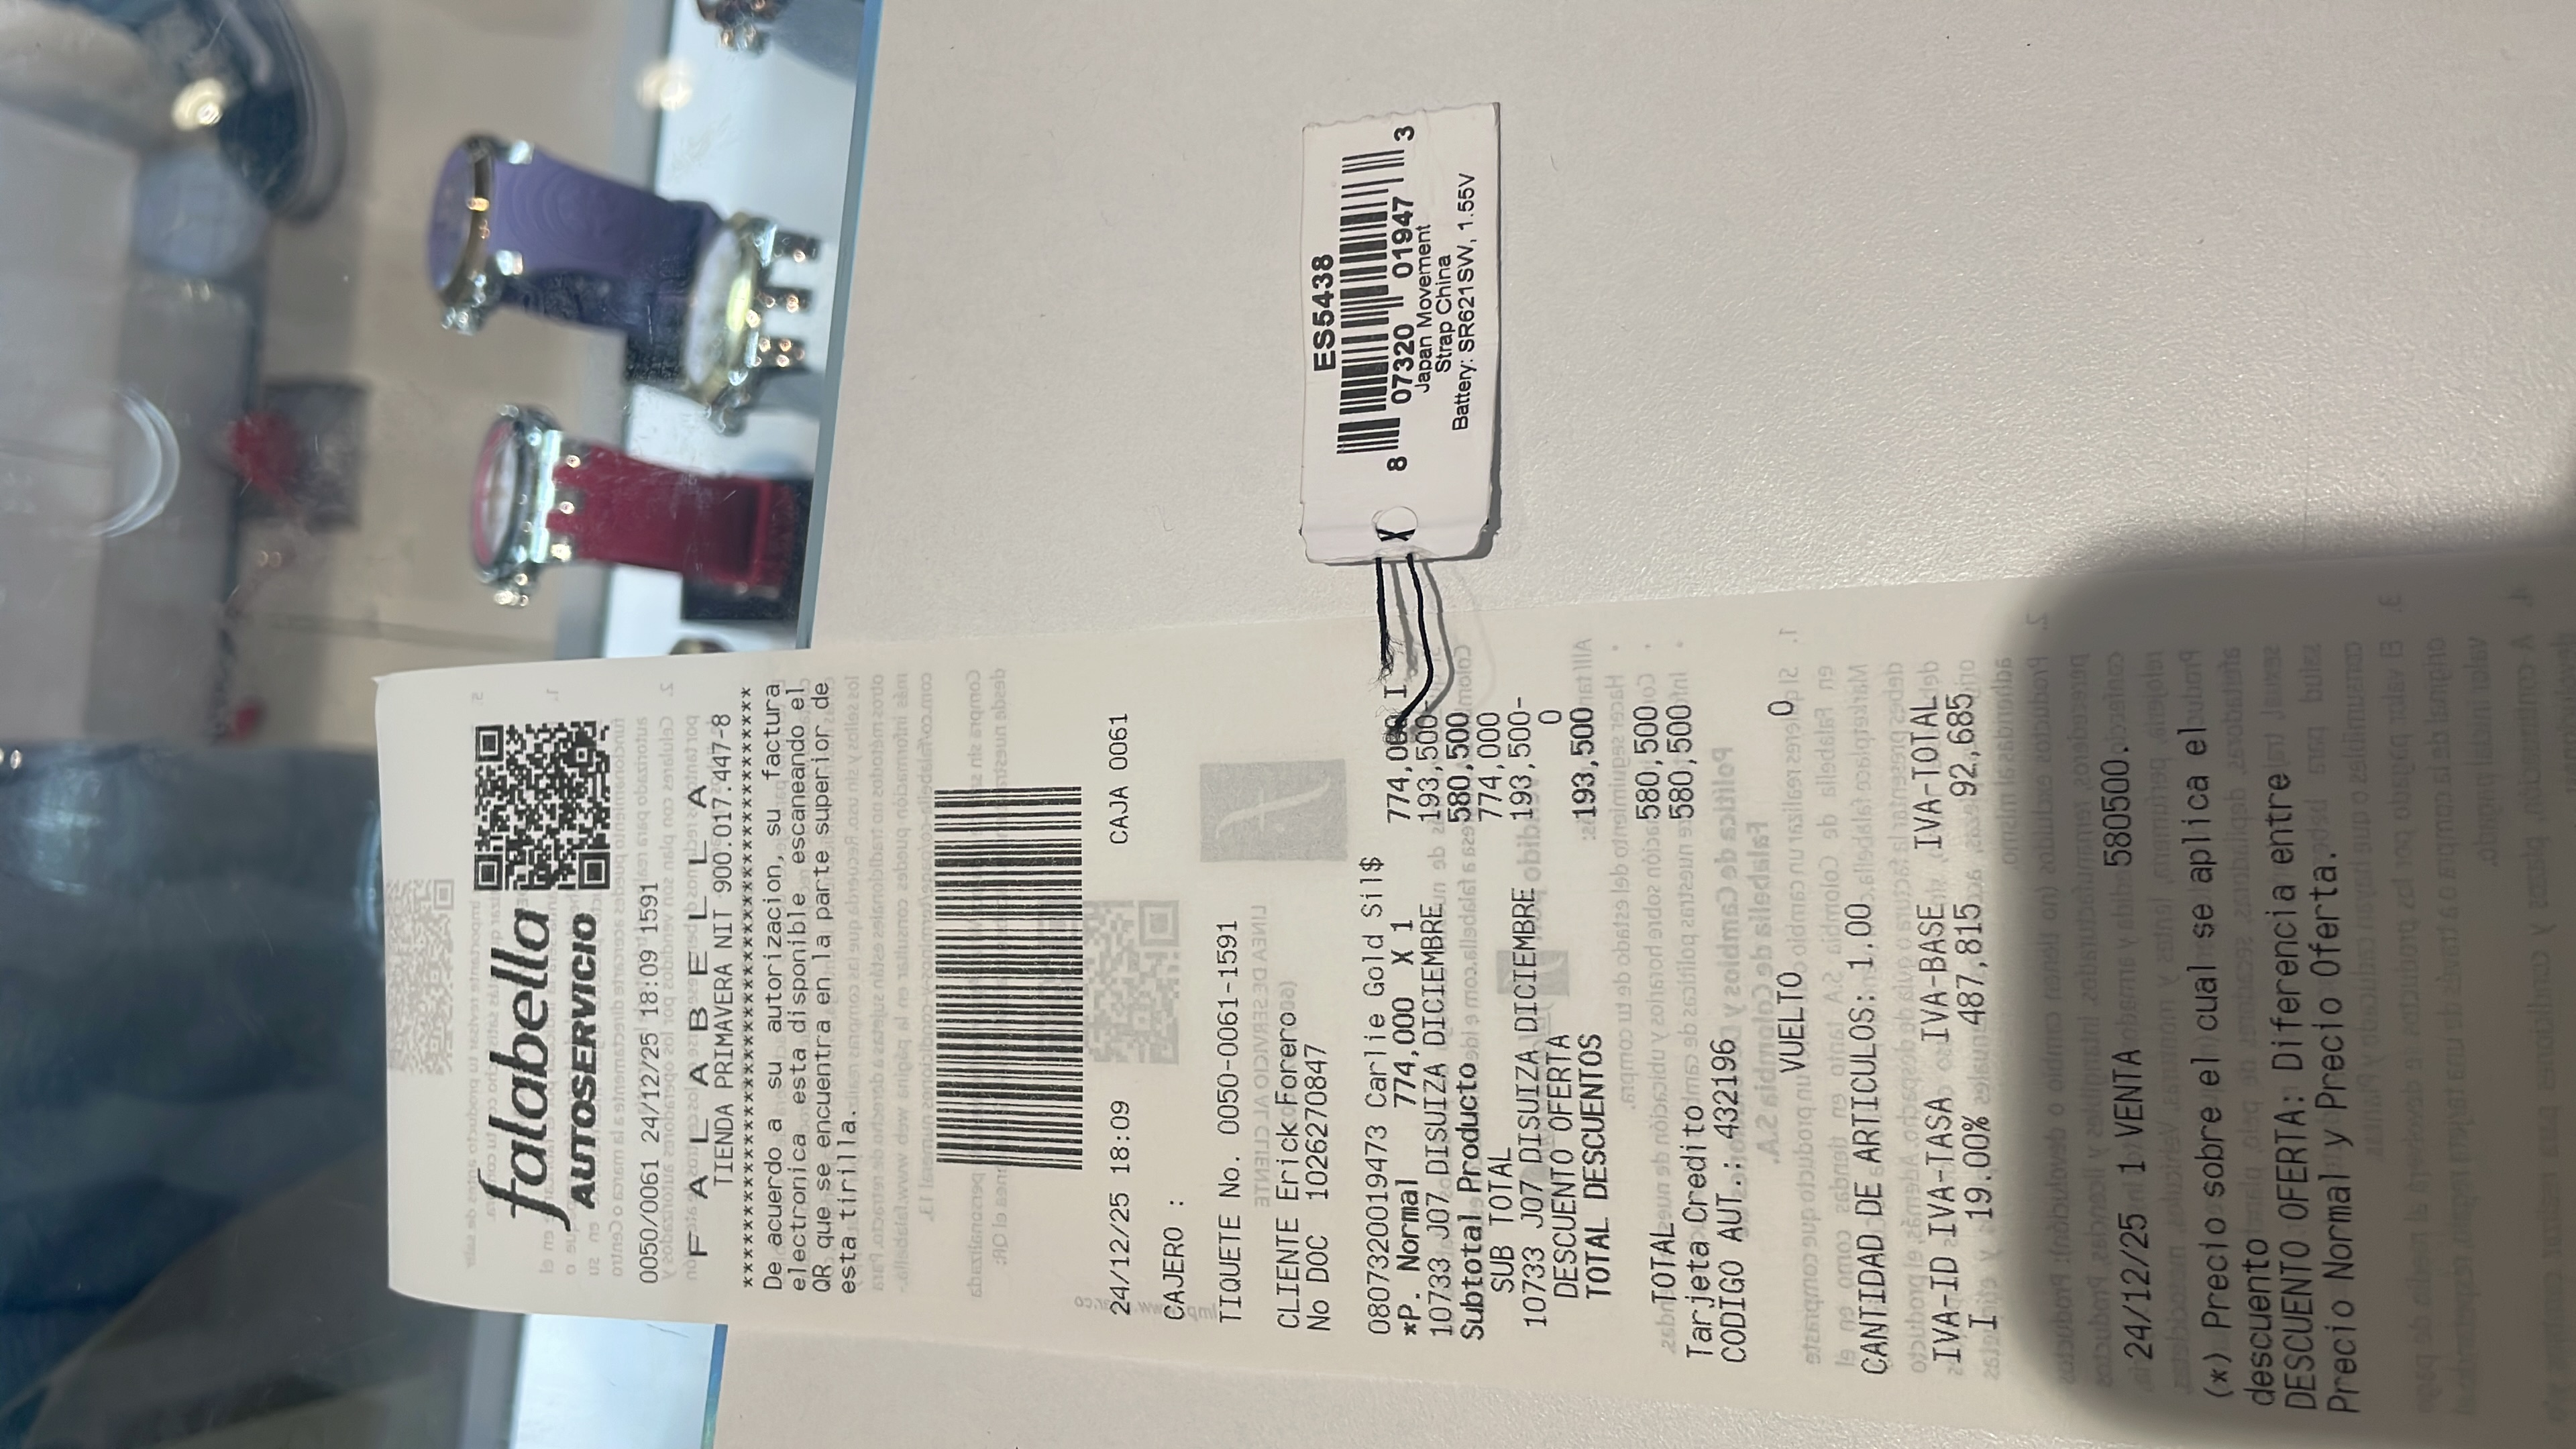 falabella
AUTOSERVICIO
0050/0061 24/12/25 18:09 1591
F A L A B E L L A
TIENDA PRIMAVERA NIT 900.017.447-8
****************************************
De acuerdo a su autorizacion, su factura
electronica esta disponible escaneando el
QR, que se encuentra en la parte superior de
esta tirilla.
24/12/25 18:09 CAJA 0061
CAJERO :
TIQUETE No. 0050-0061-1591
CLIENTE Erick Forero
No DOC 1026270847
0807320019473 Carlie Gold Sil$
*P. Normal 774,000 X 1 774,000 I
10733 J07 DISUIZA DICIEMBRE 193,500-
Subtotal Producto 580,500
SUB TOTAL 774,000
10733 J07 DISUIZA DICIEMBRE 193,500-
DESCUENTO OFERTA 0
TOTAL DESCUENTOS 193,500
TOTAL 580,500
Tarjeta Credito 580,500
CODIGO AUT.: 432196
VUELTO 0
CANTIDAD DE ARTICULOS: 1.00
IVA-ID IVA-TASA IVA-BASE IVA-TOTAL
I 19.00% 487,815 92,685
24/12/25 1 VENTA 580500.
(*) Precio sobre el cual se aplica el
descuento
DESCUENTO OFERTA: Diferencia entre
Precio Normal y Precio Oferta.
ES5438
8 07320 01947 3
Japan Movement
Strap China
Battery: SR621SW, 1.55V
X